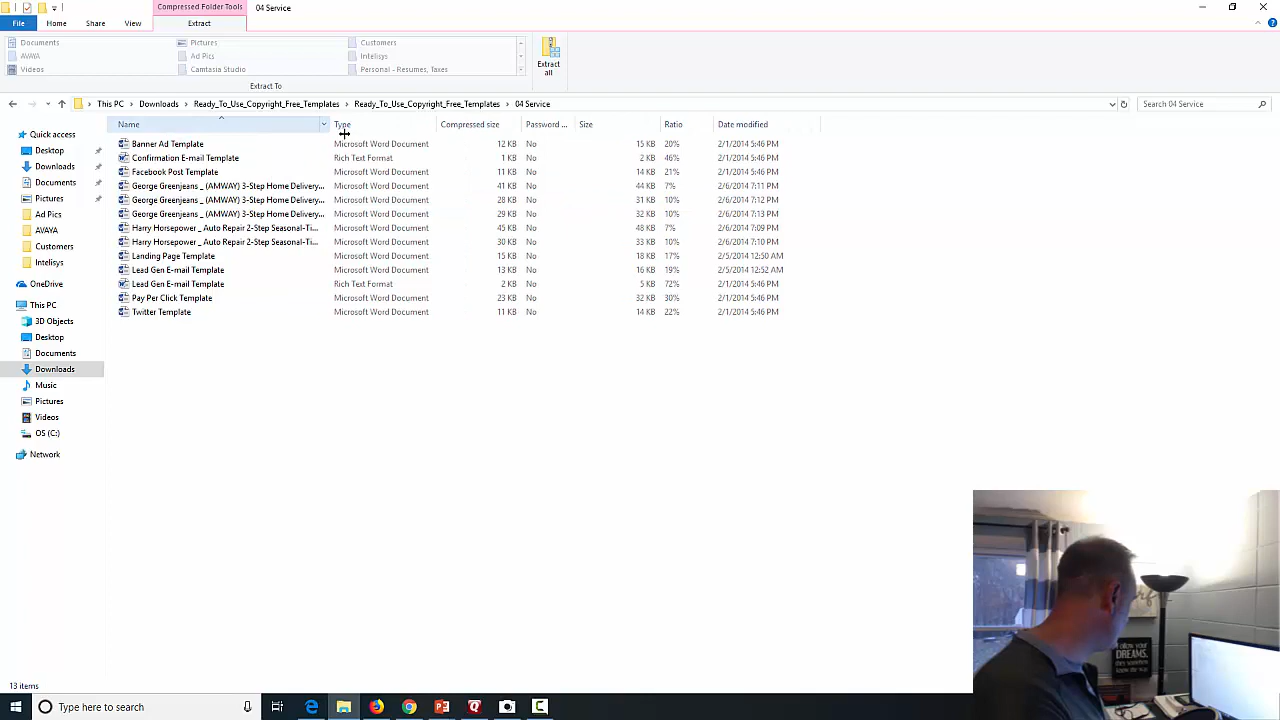 Compressed Folder Tools 04 Service
File Home Share View Extract
Documents Pictures Customers
AVAYA Ad Pics Intelisys
Videos Camtasia Studio Personal - Resumes, Taxes
Extract all
Extract To
This PC Downloads Ready_To_Use_Copyright_Free_Templates Ready_To_Use_Copyright_Free_Templates 04 Service Search 04 Service
Name Type Compressed size Password ... Size Ratio Date modified
Banner Ad Template Microsoft Word Document 12 KB No 15 KB 20% 2/1/2014 5:46 PM
Confirmation E-mail Template Rich Text Format 1 KB No 2 KB 46% 2/1/2014 5:46 PM
Facebook Post Template Microsoft Word Document 11 KB No 14 KB 21% 2/1/2014 5:46 PM
George Greenjeans _ (AMWAY) 3-Step Home Delivery... Microsoft Word Document 41 KB No 44 KB 7% 2/6/2014 7:11 PM
George Greenjeans _ (AMWAY) 3-Step Home Delivery... Microsoft Word Document 28 KB No 31 KB 10% 2/6/2014 7:12 PM
George Greenjeans _ (AMWAY) 3-Step Home Delivery... Microsoft Word Document 29 KB No 32 KB 10% 2/6/2014 7:13 PM
Harry Horsepower _ Auto Repair 2-Step Seasonal-Ti... Microsoft Word Document 45 KB No 48 KB 7% 2/6/2014 7:09 PM
Harry Horsepower _ Auto Repair 2-Step Seasonal-Ti... Microsoft Word Document 30 KB No 33 KB 10% 2/6/2014 7:10 PM
Landing Page Template Microsoft Word Document 15 KB No 18 KB 17% 2/5/2014 12:50 AM
Lead Gen E-mail Template Microsoft Word Document 13 KB No 16 KB 19% 2/5/2014 12:52 AM
Lead Gen E-mail Template Rich Text Format 2 KB No 5 KB 72% 2/1/2014 5:46 PM
Pay Per Click Template Microsoft Word Document 23 KB No 32 KB 30% 2/1/2014 5:46 PM
Twitter Template Microsoft Word Document 11 KB No 14 KB 22% 2/1/2014 5:46 PM
Quick access
Desktop
Downloads
Documents
Pictures
Ad Pics
AVAYA
Customers
Intelisys
OneDrive
This PC
3D Objects
Desktop
Documents
Downloads
Music
Pictures
Videos
OS (C:)
Network
DREAMS.
13 items
Type here to search